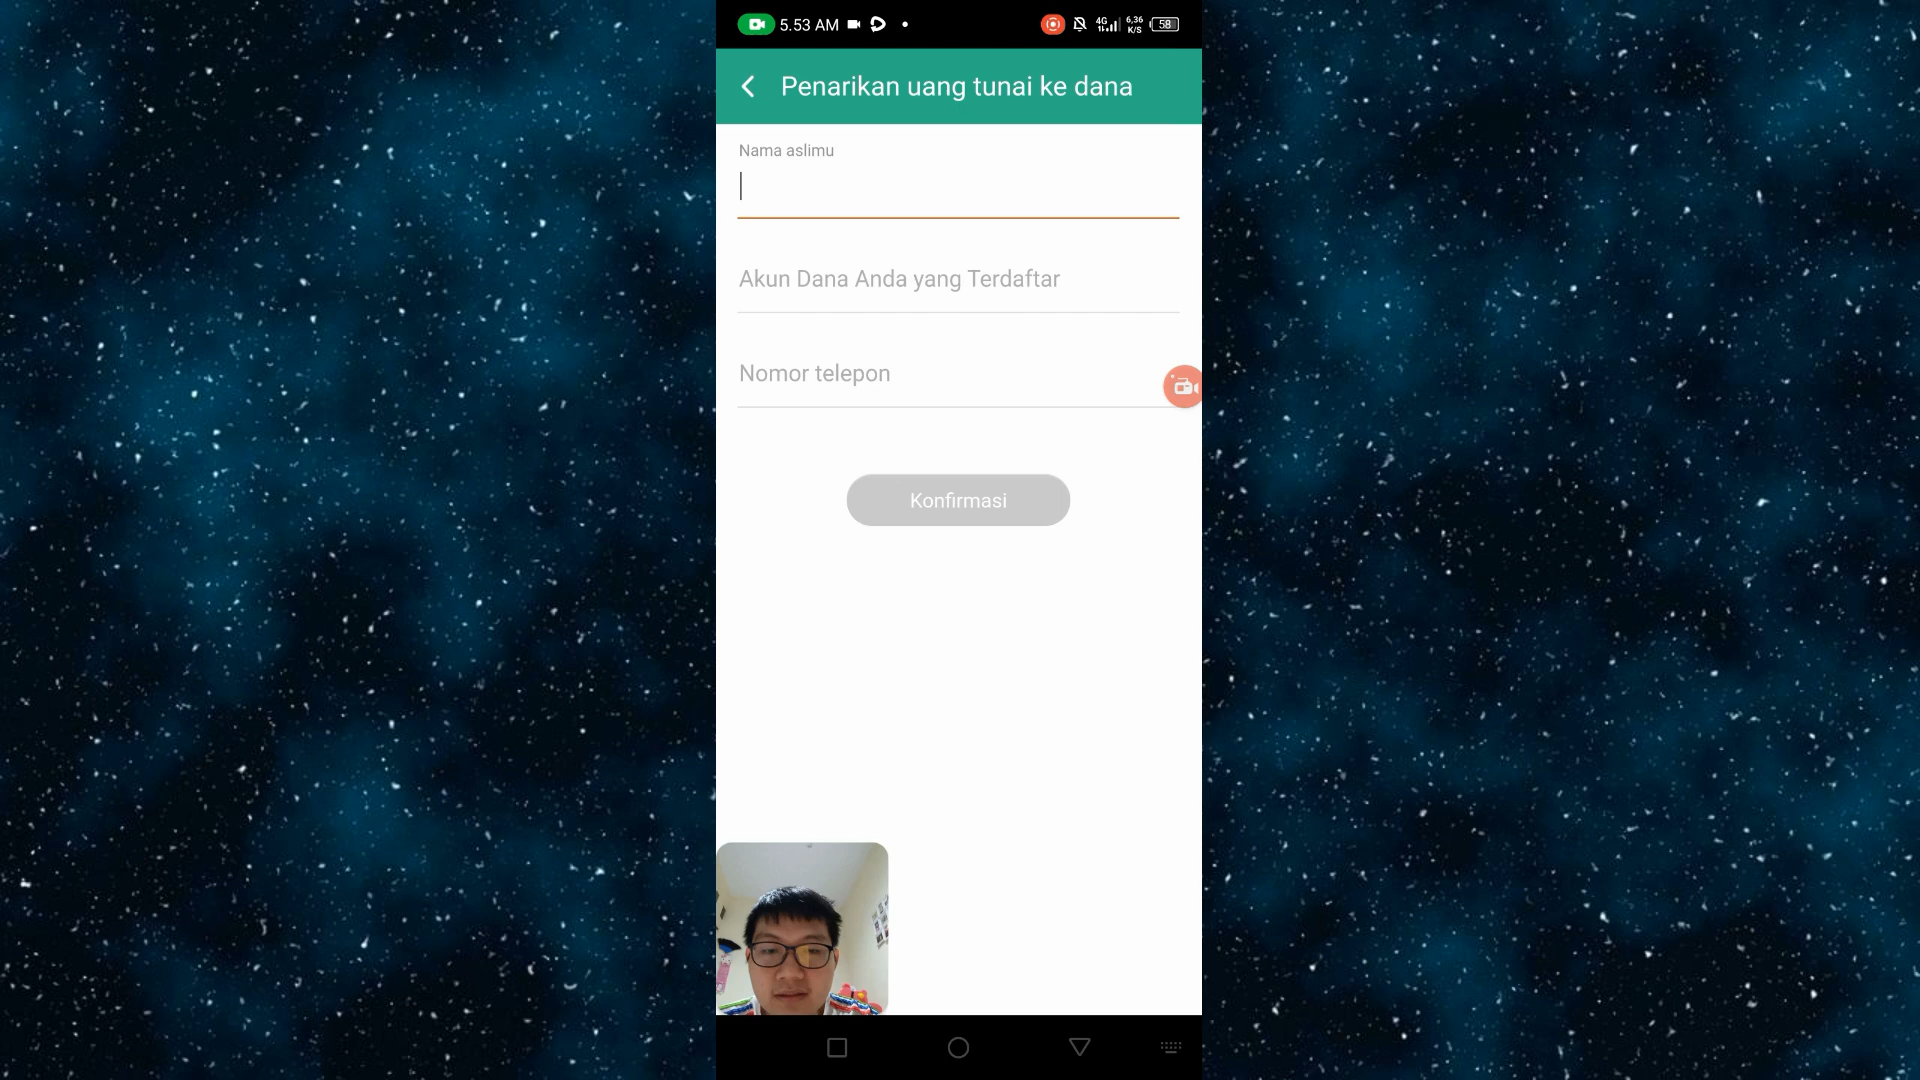 5.53 AM
4G
6,36
K/S
58
Penarikan uang tunai ke dana
Nama aslimu
Akun Dana Anda yang Terdaftar
Nomor telepon
Konfirmasi